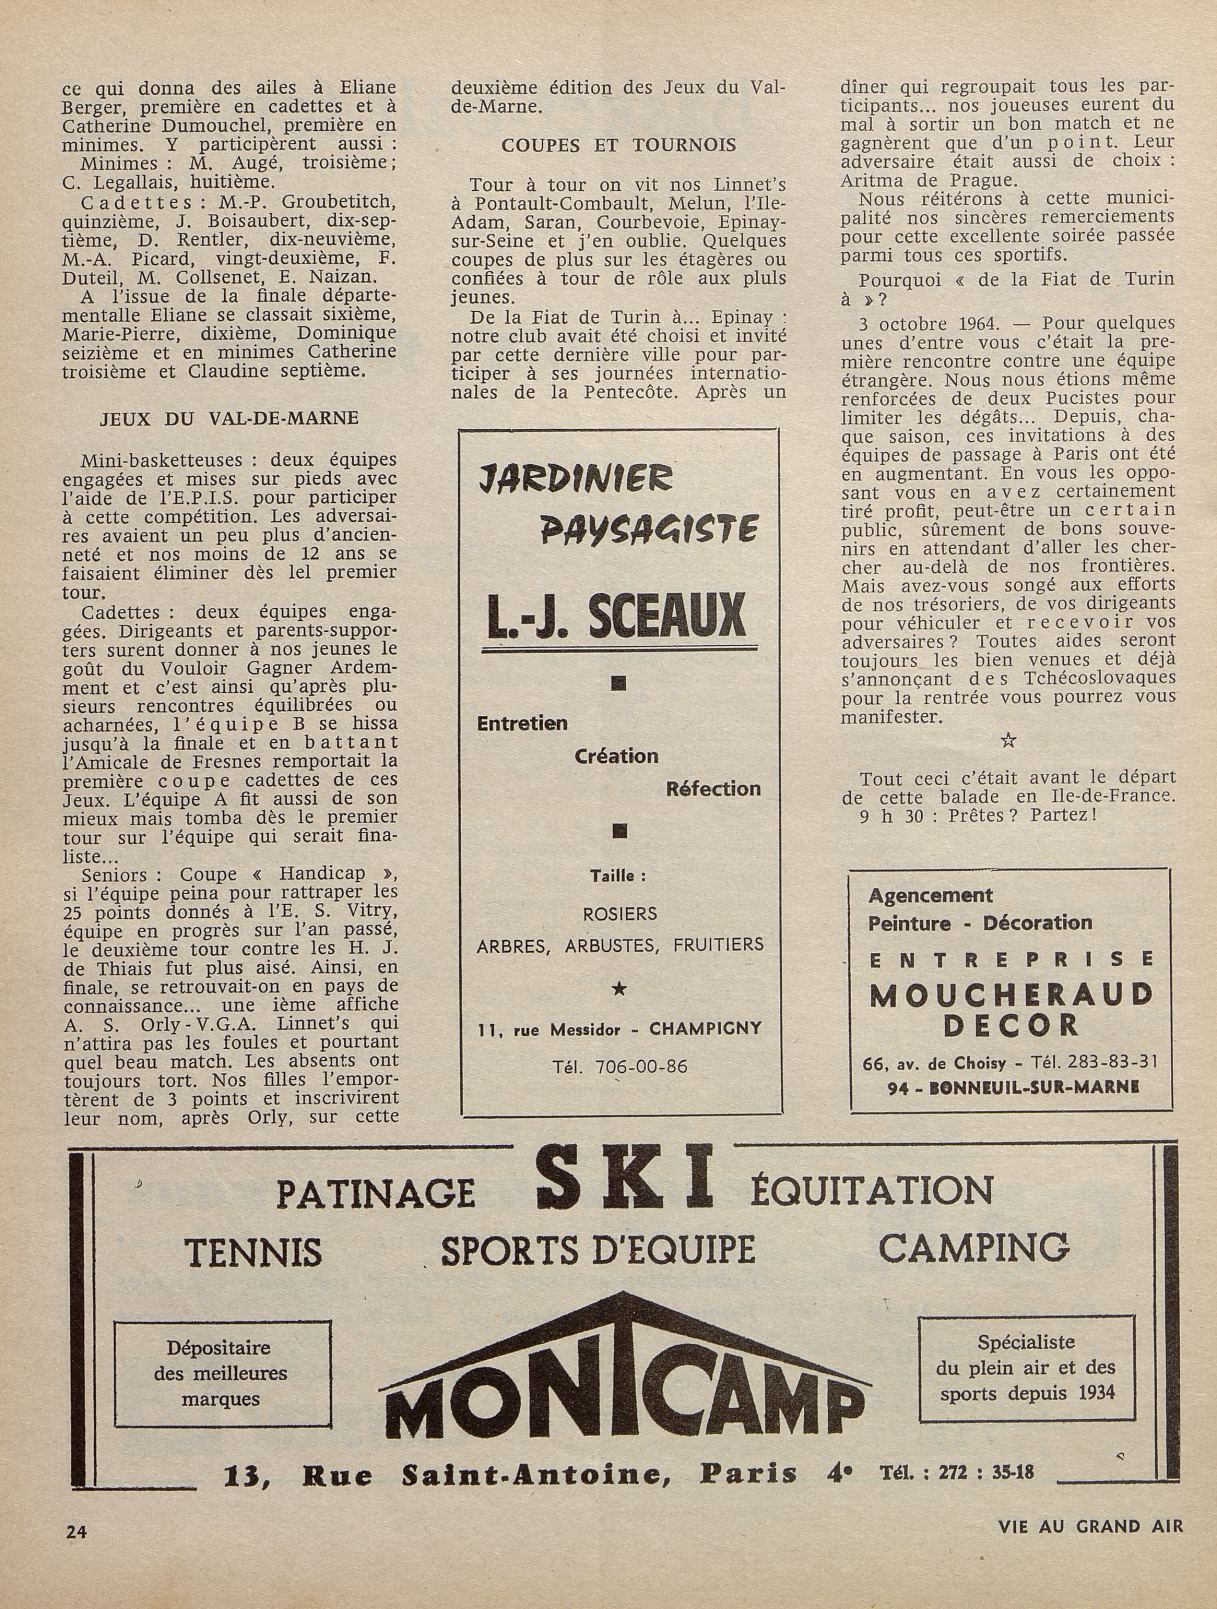 ce qui donna des ailes à Eliane
Berger, première en cadettes et à
Catherine Dumouchel, première en
minimes. Y participèrent aussi :
Minimes : M. Augé, troisième;
C. Legallais, huitième.
Cadettes : M.-P. Groubetitch,
quinzième, J. Boisaubert, dix-sep-
tième, D. Rentler, dix-neuvième,
M.-A. Picard, vingt-deuxième, F.
Duteil, M. Collsenet, E. Naizan.
A l'issue de la finale départe-
mentalle Eliane se classait sixième,
Marie-Pierre, dixième, Dominique
seizième et en minimes Catherine
troisième et Claudine septième.
JEUX DU VAL-DE-MARNE
Mini-basketteuses : deux équipes
engagées et mises sur pieds avec
l'aide de l'E.P.I.S. pour participer
à cette compétition. Les adversai-
res avaient un peu plus d'ancien-
neté et nos moins de 12 ans se
faisaient éliminer dès lel premier
tour.
Cadettes : deux équipes enga-
gées. Dirigeants et parents-suppor-
ters surent donner à nos jeunes le
goût du Vouloir Gagner Ardem-
ment et c'est ainsi qu'après plu-
sieurs rencontres équilibrées ou
acharnées, l'équipe B se hissa
jusqu'à la finale et en battant
l'Amicale de Fresnes remportait la
première coupe cadettes de ces
Jeux. L'équipe A fit aussi de son
mieux mais tomba dès le premier
tour sur l'équipe qui serait fina-
liste...
Seniors : Coupe « Handicap »,
si l'équipe peina pour rattraper les
25 points donnés à l'E. S. Vitry,
équipe en progrès sur l'an passé,
le deuxième tour contre les H. J.
de Thiais fut plus aisé. Ainsi, en
finale, se retrouvait-on en pays de
connaissance... une ième affiche
A. S. Orly - V.G.A. Linnet's qui
n'attira pas les foules et pourtant
quel beau match. Les absents ont
toujours tort. Nos filles l'empor-
tèrent de 3 points et inscrivirent
leur nom, après Orly, sur cette
deuxième édition des Jeux du Val-
de-Marne.
COUPES ET TOURNOIS
Tour à tour on vit nos Linnet's
à Pontault-Combault, Melun, l'Ile-
Adam, Saran, Courbevoie, Epinay-
sur-Seine et j'en oublie. Quelques
coupes de plus sur les étagères ou
confiées à tour de rôle aux pluls
jeunes.
De la Fiat de Turin à... Epinay :
notre club avait été choisi et invité
par cette dernière ville pour par-
ticiper à ses journées internatio-
nales de la Pentecôte. Après un
JARDINIER
PAYSAGISTE
L.-J. SCEAUX
Entretien
Création
Réfection
Taille :
ROSIERS
ARBRES, ARBUSTES, FRUITIERS
★
11, rue Messidor - CHAMPIGNY
Tél. 706-00-86
dîner qui regroupait tous les par-
ticipants... nos joueuses eurent du
mal à sortir un bon match et ne
gagnèrent que d'un point. Leur
adversaire était aussi de choix :
Aritma de Prague.
Nous réitérons à cette munici-
palité nos sincères remerciements
pour cette excellente soirée passée
parmi tous ces sportifs.
Pourquoi « de la Fiat de Turin
à »?
3 octobre 1964. — Pour quelques
unes d'entre vous c'était la pre-
mière rencontre contre une équipe
étrangère. Nous nous étions même
renforcées de deux Pucistes pour
limiter les dégâts... Depuis, cha-
que saison, ces invitations à des
équipes de passage à Paris ont été
en augmentant. En vous les oppo-
sant vous en avez certainement
tiré profit, peut-être un certain
public, sûrement de bons souve-
nirs en attendant d'aller les cher-
cher au-delà de nos frontières.
Mais avez-vous songé aux efforts
de nos trésoriers, de vos dirigeants
pour véhiculer et recevoir vos
adversaires ? Toutes aides seront
toujours les bien venues et déjà
s'annonçant des Tchécoslovaques
pour la rentrée vous pourrez vous
manifester.
☆
Tout ceci c'était avant le départ
de cette balade en Ile-de-France.
9 h 30 : Prêtes ? Partez !
Agencement
Peinture - Décoration
ENTREPRISE
MOUCHERAUD
DECOR
66, av. de Choisy - Tél. 283-83-31
94 - BONNEUIL-SUR-MARNE
PATINAGE SKI ÉQUITATION
TENNIS SPORTS D'EQUIPE CAMPING
Dépositaire
des meilleures
marques
MONTCAMP
Spécialiste
du plein air et des
sports depuis 1934
13, Rue Saint-Antoine, Paris 4e Tél. : 272 : 35-18
24
VIE AU GRAND AIR